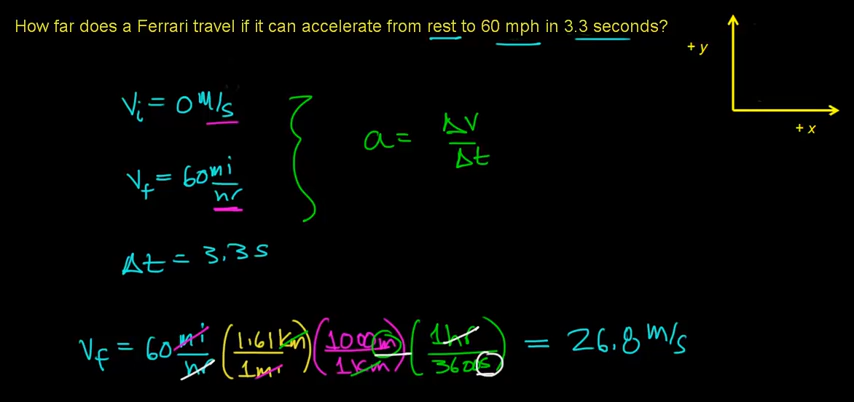 How far does a Ferrari travel if it can accelerate from rest to 60 mph in 3.3 seconds?
+ y
+ x
Vi = 0 m/s
a = ΔV/Δt
Vf = 60 mi/hr
Δt = 3.3 s
Vf = 60 mi/hr (1.61 Km/1 mi) (1000 m/1 Km) (1 hr/3600 s) = 26.8 m/s